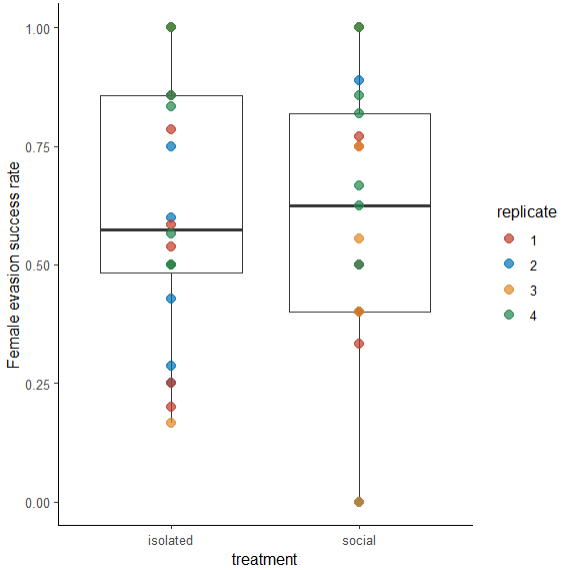 Female evasion success rate
1.00
0.75
0.50
0.25
0.00
isolated
social
treatment
replicate
1
2
3
4